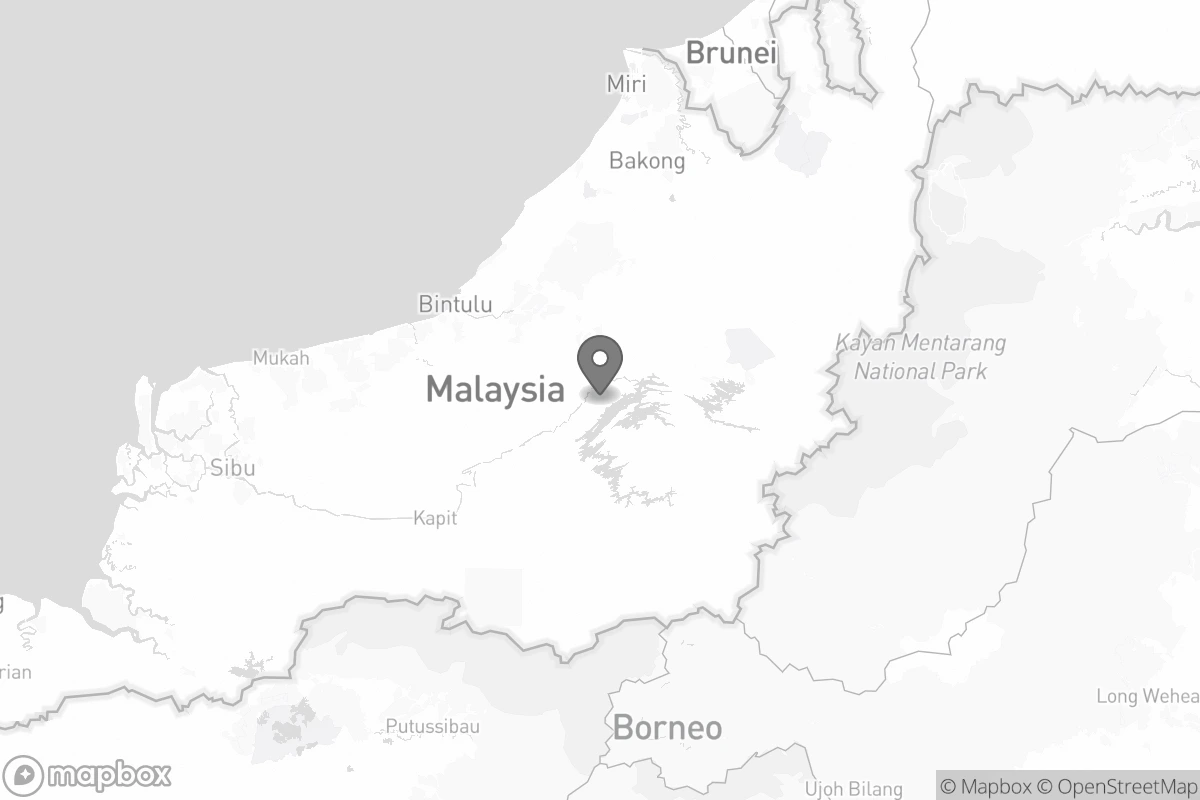 Brunei
Miri
Bakong
Bintulu
Mukah
Kayan Mentarang
National Park
Malaysia
Sibu
Kapit
g
rian
Long Wehea
Putussibau
Borneo
Ujoh Bilang
mapbox
© Mapbox © OpenStreetMap